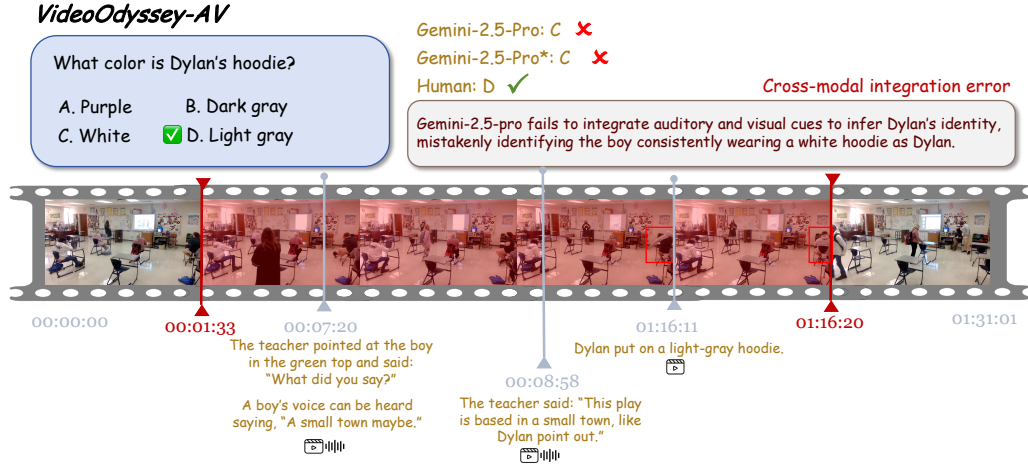 VideoOdyssey-AV
What color is Dylan's hoodie?
A. Purple
B. Dark gray
C. White
D. Light gray
Gemini-2.5-Pro: C
Gemini-2.5-Pro*: C
Human: D
Cross-modal integration error
Gemini-2.5-pro fails to integrate auditory and visual cues to infer Dylan's identity,
mistakenly identifying the boy consistently wearing a white hoodie as Dylan.
00:00:00
00:01:33
00:07:20
01:16:11
01:16:20
01:31:01
The teacher pointed at the boy
in the green top and said:
"What did you say?"
A boy's voice can be heard
saying, "A small town maybe."
00:08:58
The teacher said: "This play
is based in a small town, like
Dylan point out."
Dylan put on a light-gray hoodie.